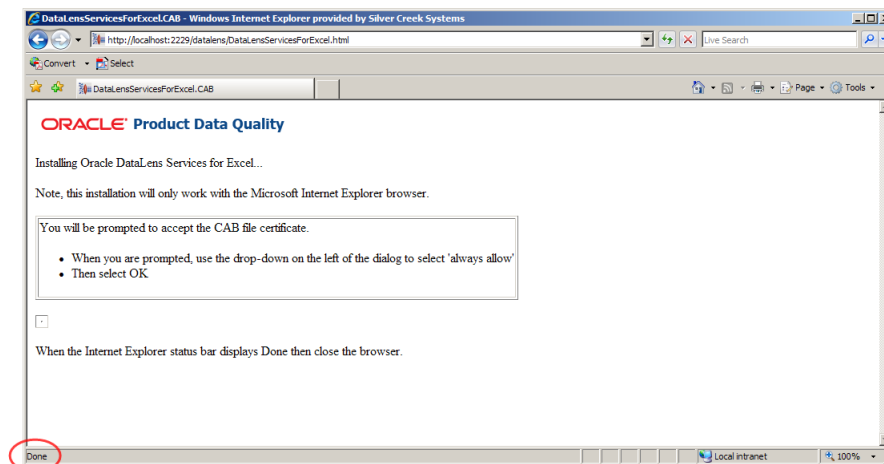 DataLensServicesForExcel.CAB - Windows Internet Explorer provided by Silver Creek Systems
http://localhost:2229/datalens/DataLensServicesForExcel.html
Live Search
Convert
Select
DataLensServicesForExcel.CAB
Page
Tools
ORACLE® Product Data Quality
Installing Oracle DataLens Services for Excel...
Note, this installation will only work with the Microsoft Internet Explorer browser.
You will be prompted to accept the CAB file certificate.
• When you are prompted, use the drop-down on the left of the dialog to select 'always allow'
• Then select OK
When the Internet Explorer status bar displays Done then close the browser.
Done
Local intranet
100%